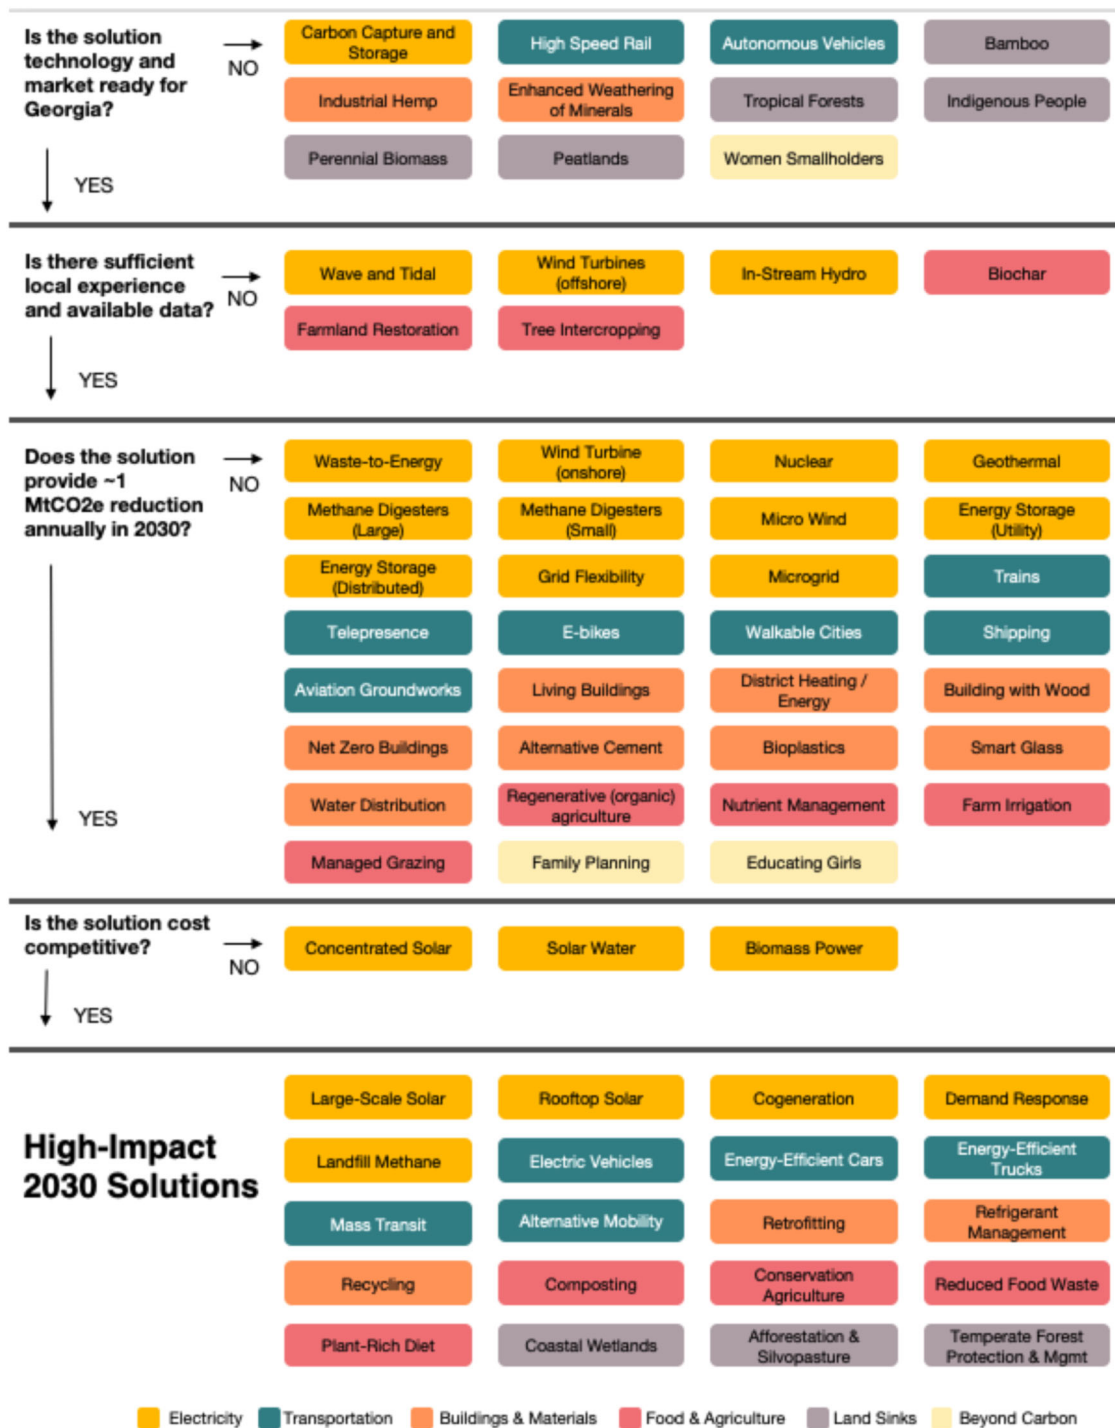 Is the solution
technology and
market ready for
Georgia?
NO
YES
Carbon Capture and
Storage
High Speed Rail
Autonomous Vehicles
Bamboo
Industrial Hemp
Enhanced Weathering
of Minerals
Tropical Forests
Indigenous People
Perennial Biomass
Peatlands
Women Smallholders
Is there sufficient
local experience
and available data?
NO
YES
Wave and Tidal
Wind Turbines
(offshore)
In-Stream Hydro
Biochar
Farmland Restoration
Tree Intercropping
Does the solution
provide ~1
MtCO2e reduction
annually in 2030?
NO
YES
Waste-to-Energy
Wind Turbine
(onshore)
Nuclear
Geothermal
Methane Digesters
(Large)
Methane Digesters
(Small)
Micro Wind
Energy Storage
(Utility)
Energy Storage
(Distributed)
Grid Flexibility
Microgrid
Trains
Telepresence
E-bikes
Walkable Cities
Shipping
Aviation Groundworks
Living Buildings
District Heating /
Energy
Building with Wood
Net Zero Buildings
Alternative Cement
Bioplastics
Smart Glass
Water Distribution
Regenerative (organic)
agriculture
Nutrient Management
Farm Irrigation
Managed Grazing
Family Planning
Educating Girls
Is the solution cost
competitive?
NO
YES
Concentrated Solar
Solar Water
Biomass Power
High-Impact
2030 Solutions
Large-Scale Solar
Rooftop Solar
Cogeneration
Demand Response
Landfill Methane
Electric Vehicles
Energy-Efficient Cars
Energy-Efficient
Trucks
Mass Transit
Alternative Mobility
Retrofitting
Refrigerant
Management
Recycling
Composting
Conservation
Agriculture
Reduced Food Waste
Plant-Rich Diet
Coastal Wetlands
Afforestation &
Silvopasture
Temperate Forest
Protection & Mgmt
Electricity
Transportation
Buildings & Materials
Food & Agriculture
Land Sinks
Beyond Carbon